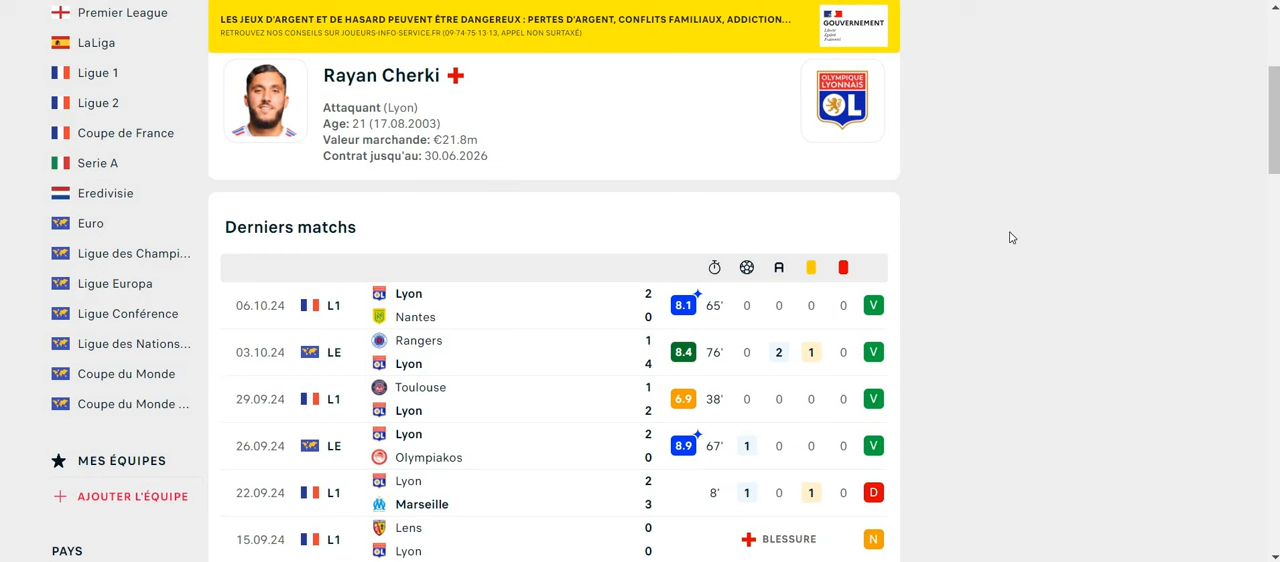 Premier League
LaLiga
Ligue 1
Ligue 2
Coupe de France
Serie A
Eredivisie
Euro
Ligue des Champi...
Ligue Europa
Ligue Conférence
Ligue des Nations...
Coupe du Monde
Coupe du Monde ...
MES ÉQUIPES
AJOUTER L'ÉQUIPE
PAYS
LES JEUX D'ARGENT ET DE HASARD PEUVENT ÊTRE DANGEREUX : PERTES D'ARGENT, CONFLITS FAMILIAUX, ADDICTION...
RETROUVEZ NOS CONSEILS SUR JOUEURS-INFO-SERVICE.FR (09-74-75-13-13, APPEL NON SURTAXÉ)
GOUVERNEMENT
Liberté
Égalité
Fraternité
Rayan Cherki
Attaquant (Lyon)
Age: 21 (17.08.2003)
Valeur marchande: €21.8m
Contrat jusqu'au: 30.06.2026
OLYMPIQUE
LYONNAIS
OL
Derniers matchs
A
06.10.24 L1 Lyon 2 8.1 65' 0 0 0 0 V
Nantes 0
03.10.24 LE Rangers 1 8.4 76' 0 2 1 0 V
Lyon 4
29.09.24 L1 Toulouse 1 6.9 38' 0 0 0 0 V
Lyon 2
26.09.24 LE Lyon 2 8.9 67' 1 0 0 0 V
Olympiakos 0
22.09.24 L1 Lyon 2 8' 1 0 1 0 D
Marseille 3
15.09.24 L1 Lens 0 BLESSURE N
Lyon 0